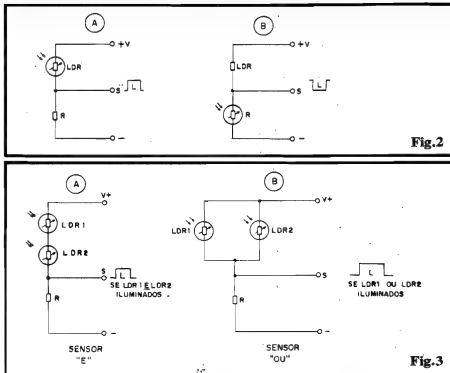 A
B
+V
LDR
S
L
R
-
+V
LDR
S
L
R
-
Fig.2
A
B
V+
LDR1
LDR2
S
L
SE LDR1 E LDR2
ILUMINADOS
R
-
SENSOR
"E"
V+
LDR1
LDR2
S
L
SE LDR1 OU LDR2
ILUMINADOS
R
-
SENSOR
"OU"
Fig.3